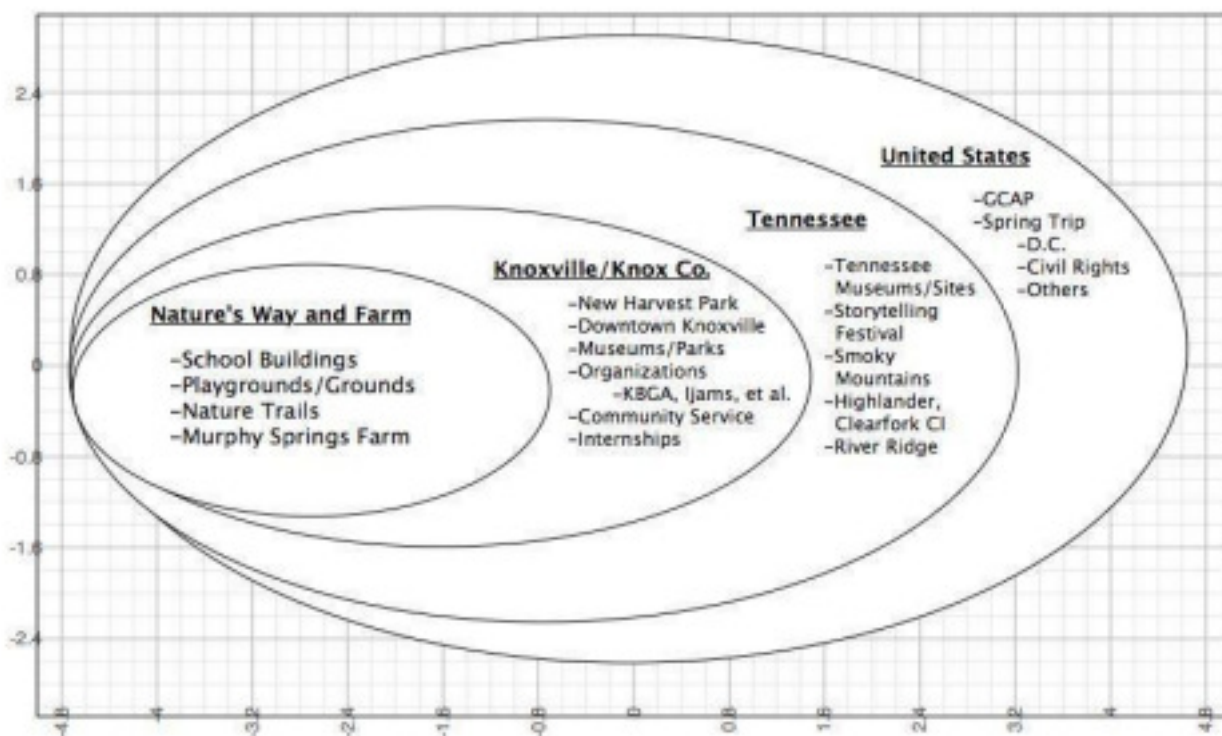 United States
-GCAP
-Spring Trip
-D.C.
-Civil Rights
-Others
Tennessee
-Tennessee
Museums/Sites
-Storytelling
Festival
-Smoky
Mountains
-Highlander,
Clearfork CI
-River Ridge
Knoxville/Knox Co.
-New Harvest Park
-Downtown Knoxville
-Museums/Parks
-Organizations
-KBGA, Ijams, et al.
-Community Service
-Internships
Nature's Way and Farm
-School Buildings
-Playgrounds/Grounds
-Nature Trails
-Murphy Springs Farm
2.4
1.6
0.8
0
-0.8
-1.6
-2.4
-4.8
-4
-3.2
-2.4
-1.6
-0.8
0
0.8
1.6
2.4
3.2
4
4.8